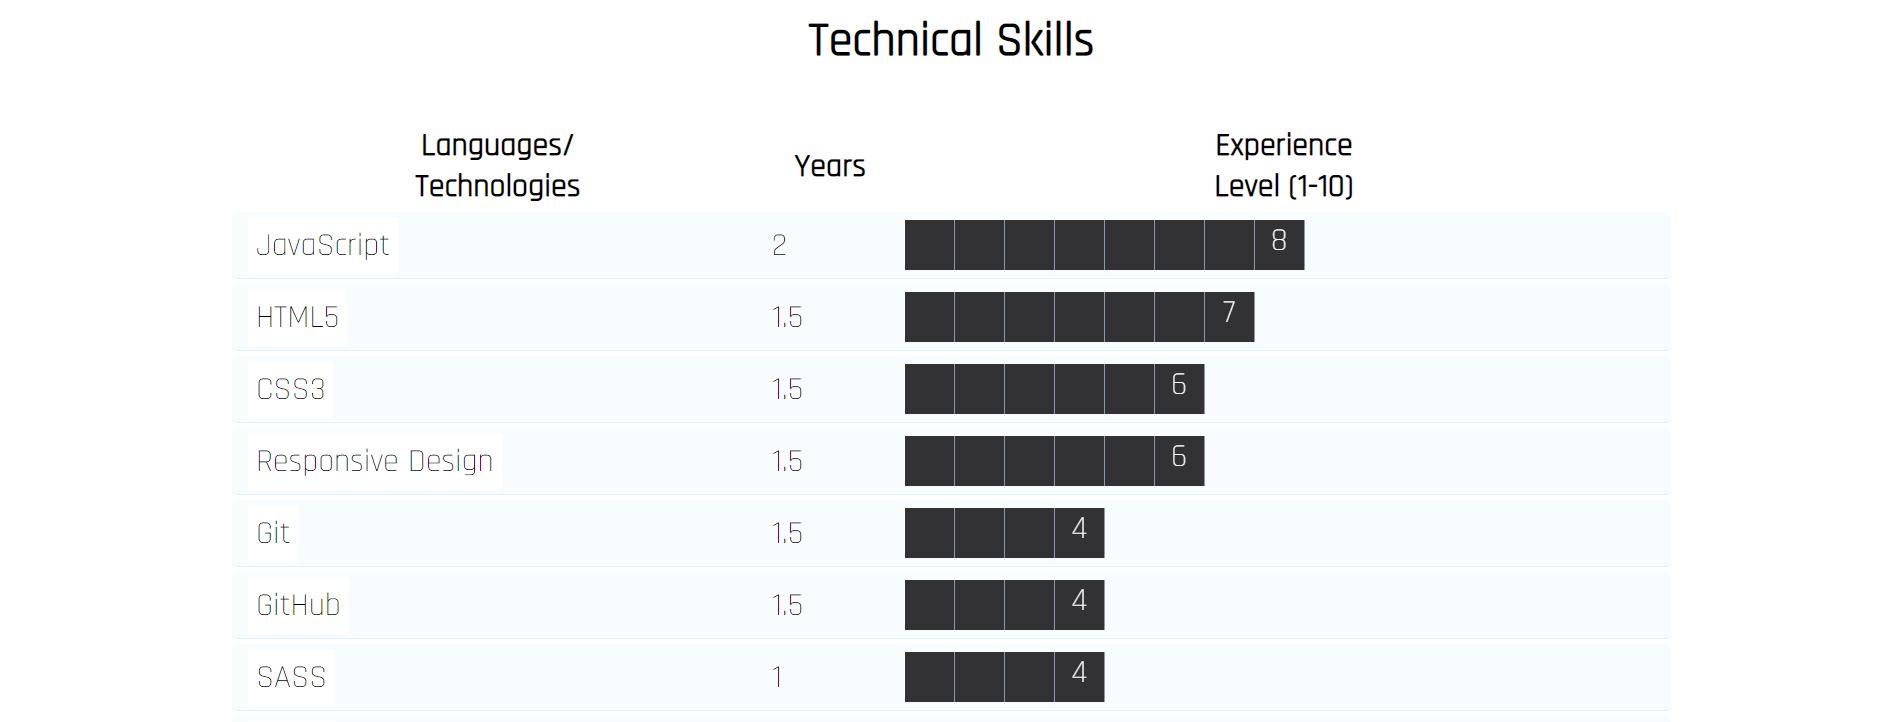 Technical Skills
Languages/
Technologies
Years
Experience
Level (1-10)
JavaScript 2 8
HTML5 1.5 7
CSS3 1.5 6
Responsive Design 1.5 6
Git 1.5 4
GitHub 1.5 4
SASS 1 4